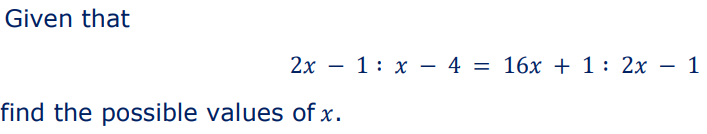 Given that
2x − 1 : x − 4 = 16x + 1 : 2x − 1
find the possible values of x.